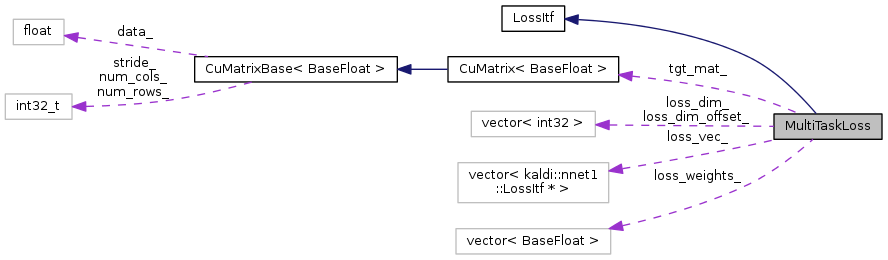 LossItf
float
data_
CuMatrixBase< BaseFloat >
CuMatrix< BaseFloat >
tgt_mat_
stride_
num_cols_
num_rows_
int32_t
vector< int32 >
loss_dim_
loss_dim_offset_
MultiTaskLoss
loss_vec_
vector< kaldi::nnet1
::LossItf * >
loss_weights_
vector< BaseFloat >